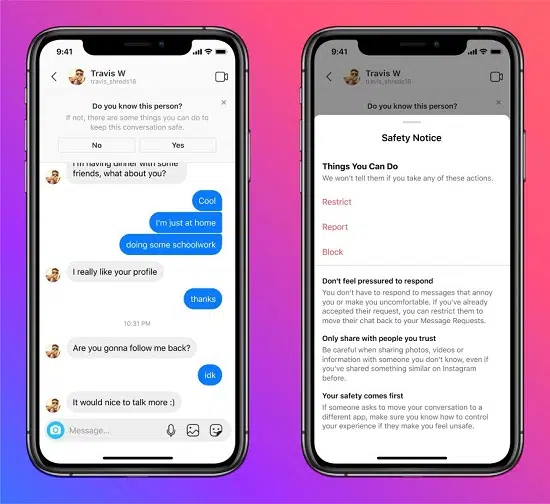 9:41
Travis W
travis_shreds18
Do you know this person?
If not, there are some things you can do to
keep this conversation safe.
No
Yes
I'm having dinner with some
friends, what about you?
Cool
I'm just at home
doing some schoolwork
I really like your profile
thanks
10:31 PM
Are you gonna follow me back?
idk
It would nice to talk more :)
Message...
9:41
Travis W
travis_shreds18
Do you know this person?
Safety Notice
Things You Can Do
We won't tell them if you take any of these actions.
Restrict
Report
Block
Don't feel pressured to respond
You don't have to respond to messages that annoy
you or make you uncomfortable. If you've already
accepted their request, you can restrict them to
move their chat back to your Message Requests.
Only share with people you trust
Be careful when sharing photos, videos or
information with someone you don't know, even if
you've shared something similar on Instagram
before.
Your safety comes first
If someone asks to move your conversation to a
different app, make sure you know how to control
your experience if they make you feel unsafe.